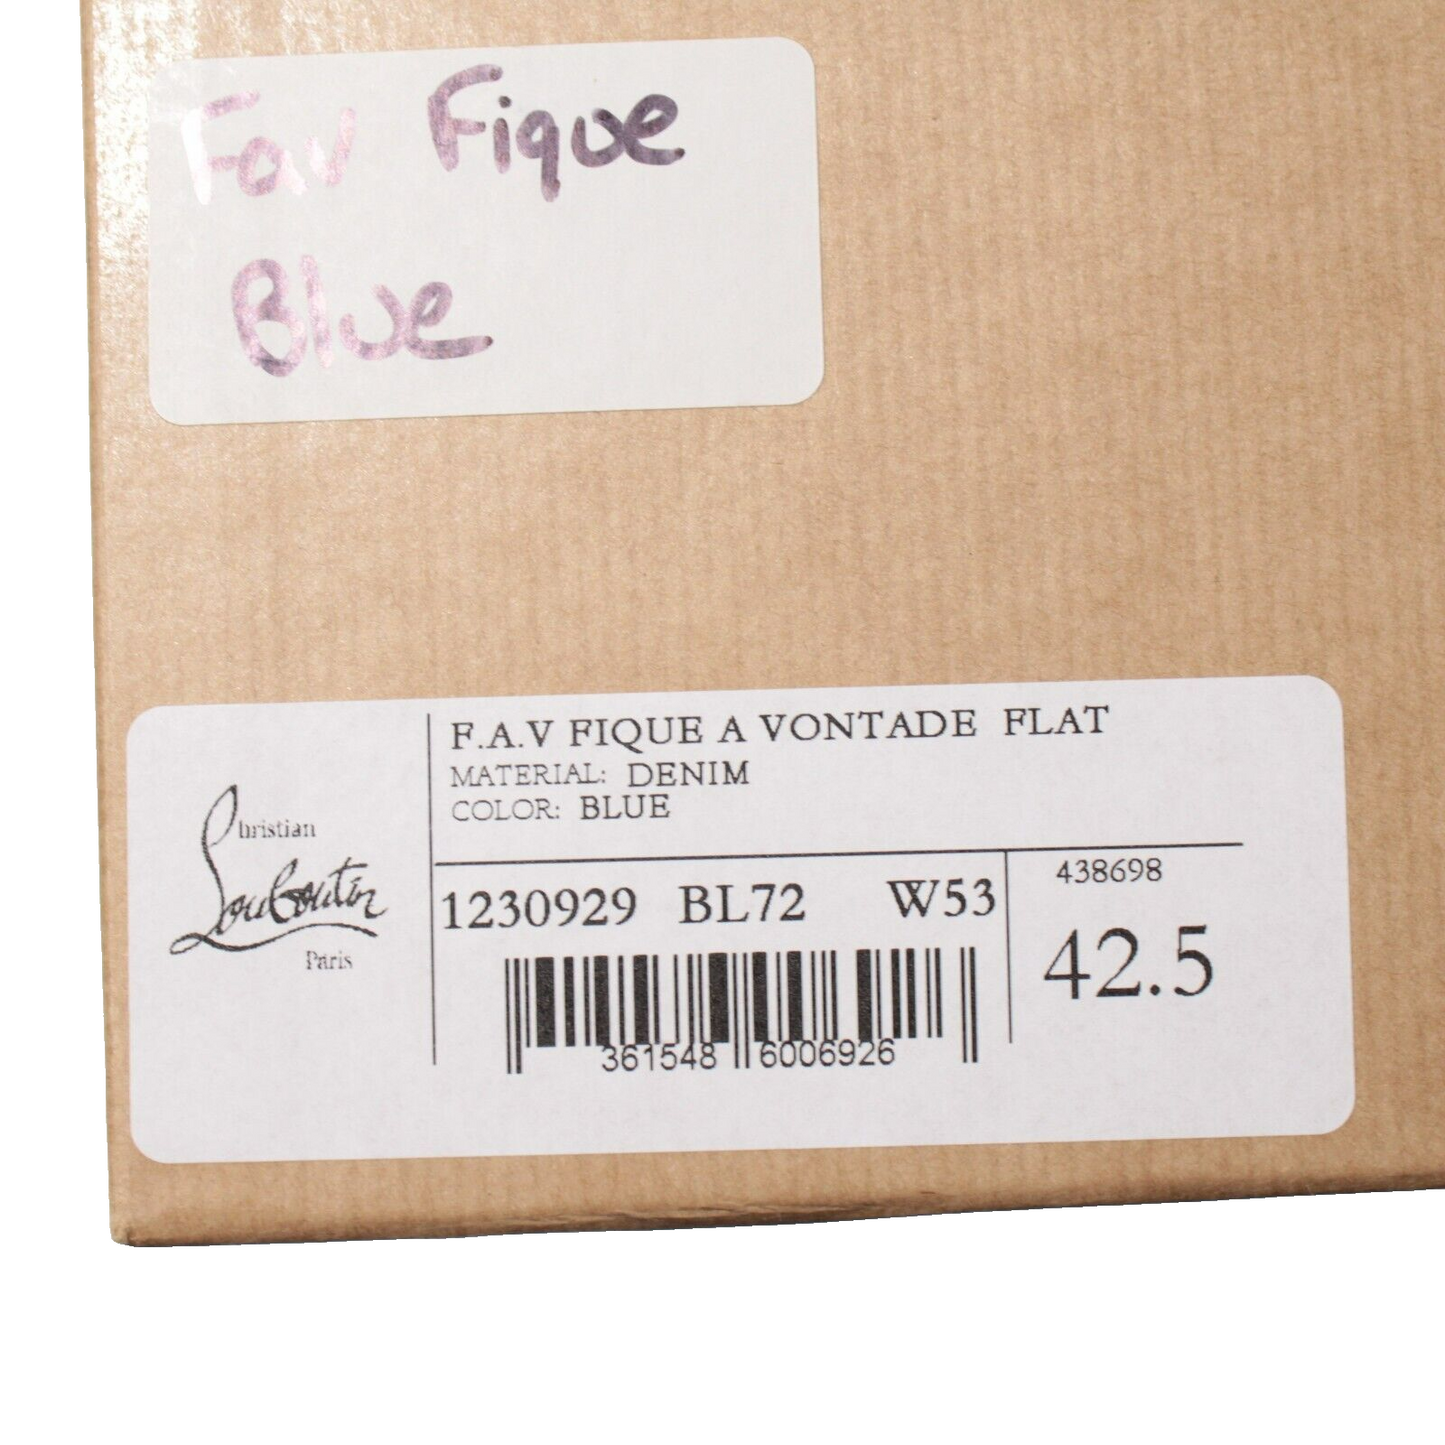 Fav Fique
Blue
F.A.V FIQUE A VONTADE FLAT
MATERIAL: DENIM
COLOR: BLUE
Christian
Louboutin
Paris
1230929 BL72 W53
438698
42.5
361548 6006926